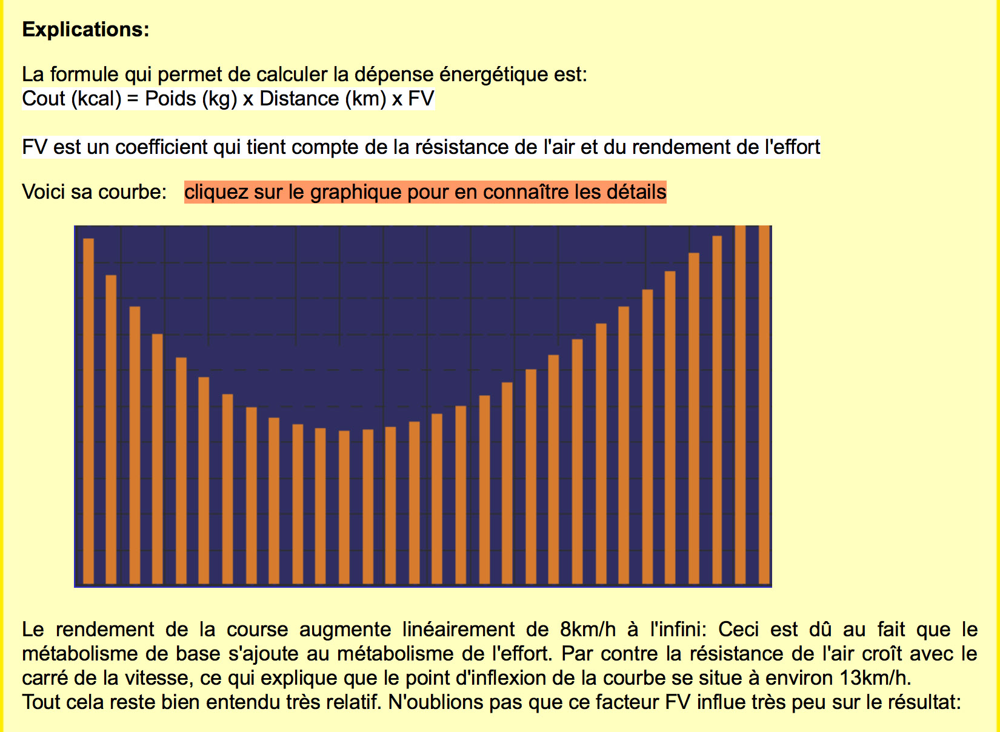 Explications:
La formule qui permet de calculer la dépense énergétique est:
Cout (kcal) = Poids (kg) x Distance (km) x FV
FV est un coefficient qui tient compte de la résistance de l'air et du rendement de l'effort
Voici sa courbe: cliquez sur le graphique pour en connaître les détails
Le rendement de la course augmente linéairement de 8km/h à l'infini: Ceci est dû au fait que le
métabolisme de base s'ajoute au métabolisme de l'effort. Par contre la résistance de l'air croît avec le
carré de la vitesse, ce qui explique que le point d'inflexion de la courbe se situe à environ 13km/h.
Tout cela reste bien entendu très relatif. N'oublions pas que ce facteur FV influe très peu sur le résultat: